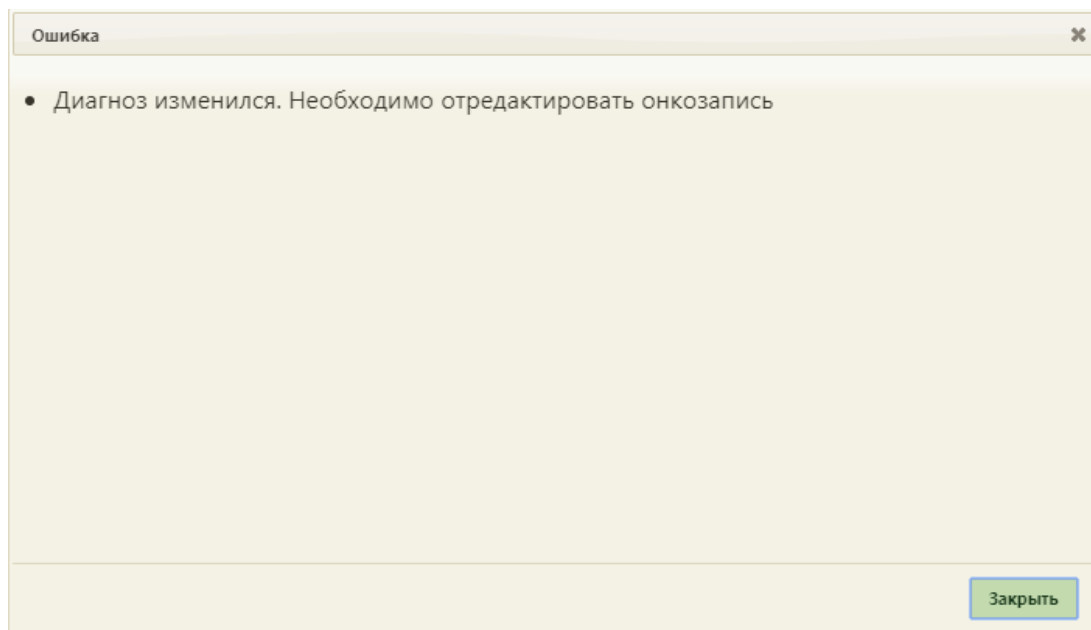 Ошибка
Диагноз изменился. Необходимо отредактировать онкозапись
Закрыть